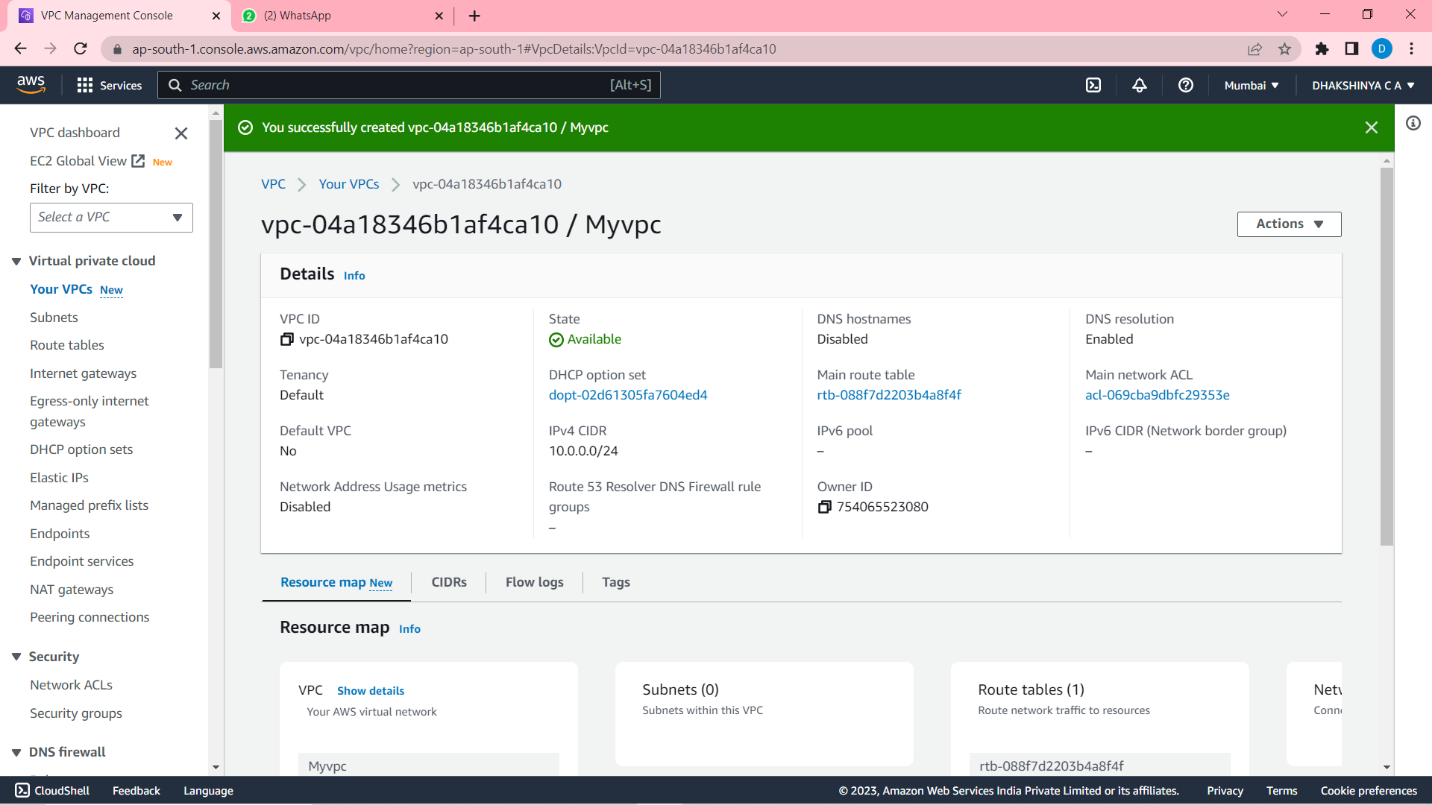 VPC Management Console
(2) WhatsApp
ap-south-1.console.aws.amazon.com/vpc/home?region=ap-south-1#VpcDetails:VpcId=vpc-04a18346b1af4ca10
D
aws
Services
Search
[Alt+S]
Mumbai
DHAKSHINYA C A
You successfully created vpc-04a18346b1af4ca10 / Myvpc
VPC dashboard
EC2 Global View New
Filter by VPC:
Select a VPC
Virtual private cloud
Your VPCs New
Subnets
Route tables
Internet gateways
Egress-only internet
gateways
DHCP option sets
Elastic IPs
Managed prefix lists
Endpoints
Endpoint services
NAT gateways
Peering connections
Security
Network ACLs
Security groups
DNS firewall
VPC
Your VPCs
vpc-04a18346b1af4ca10
vpc-04a18346b1af4ca10 / Myvpc
Actions
Details Info
VPC ID
vpc-04a18346b1af4ca10
State
Available
DNS hostnames
Disabled
DNS resolution
Enabled
Tenancy
Default
DHCP option set
dopt-02d61305fa7604ed4
Main route table
rtb-088f7d2203b4a8f4f
Main network ACL
acl-069cba9dbfc29353e
Default VPC
No
IPv4 CIDR
10.0.0.0/24
IPv6 pool
–
IPv6 CIDR (Network border group)
–
Network Address Usage metrics
Disabled
Route 53 Resolver DNS Firewall rule
groups
–
Owner ID
754065523080
Resource map New
CIDRs
Flow logs
Tags
Resource map Info
VPC Show details
Your AWS virtual network
Myvpc
Subnets (0)
Subnets within this VPC
Route tables (1)
Route network traffic to resources
rtb-088f7d2203b4a8f4f
CloudShell
Feedback
Language
© 2023, Amazon Web Services India Private Limited or its affiliates.
Privacy
Terms
Cookie preferences